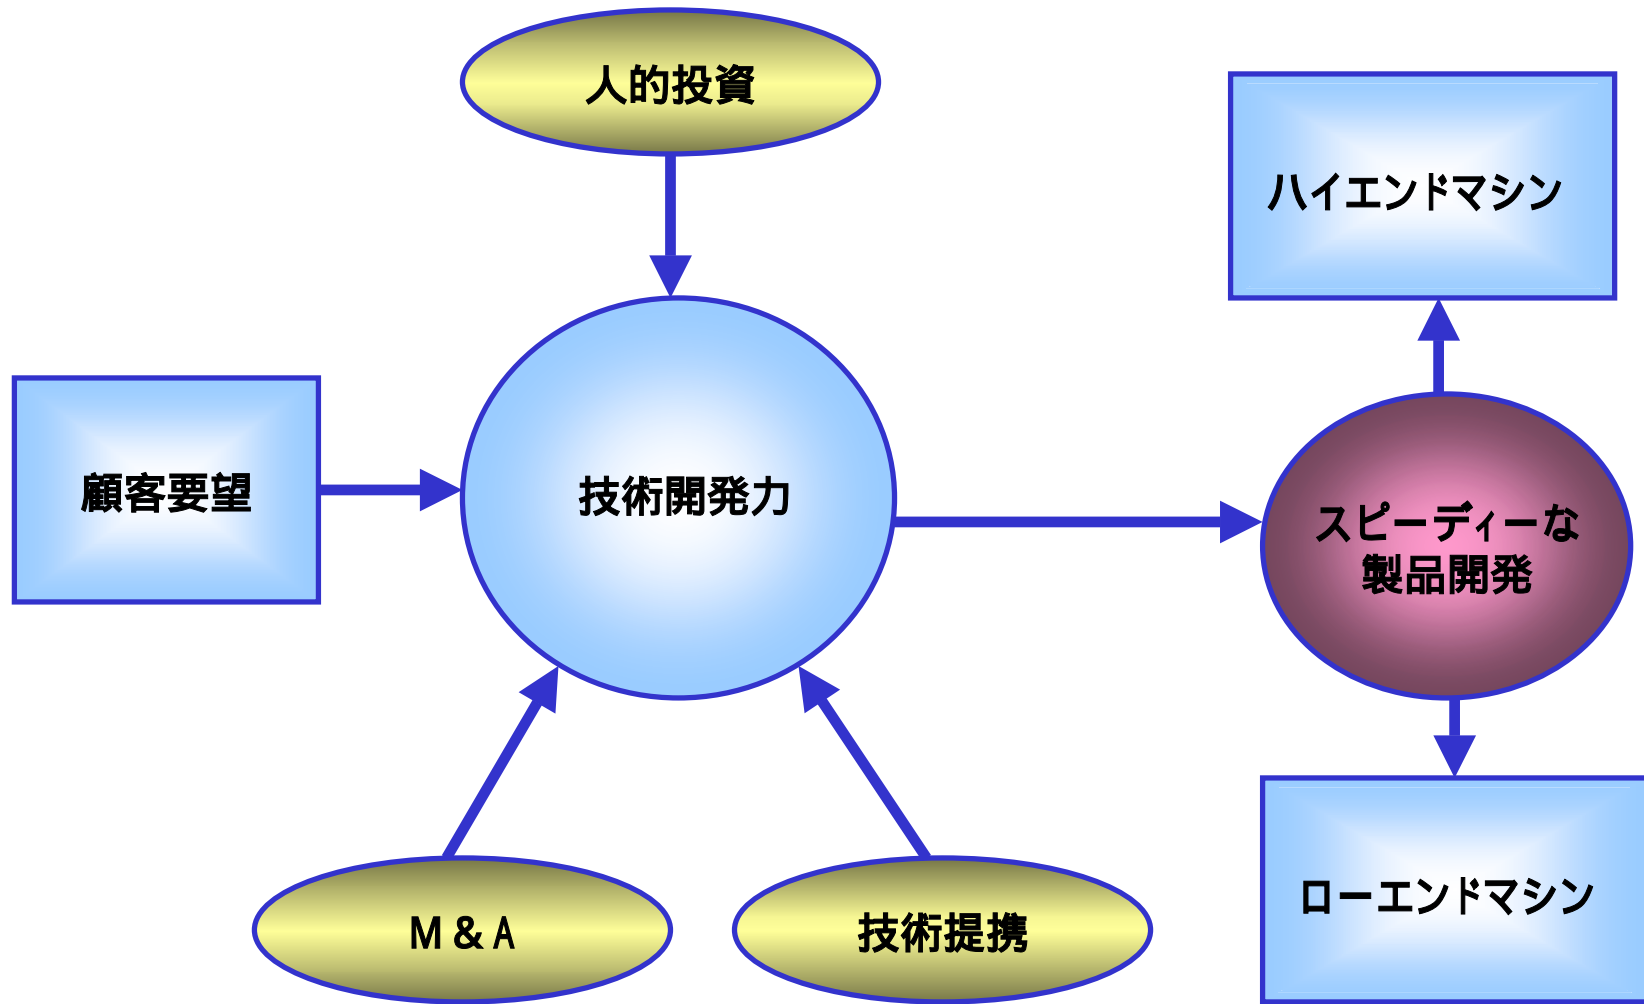 人的投資
ハイエンドマシン
顧客要望
技術開発力
スピーディーな
製品開発
ローエンドマシン
M＆A
技術提携